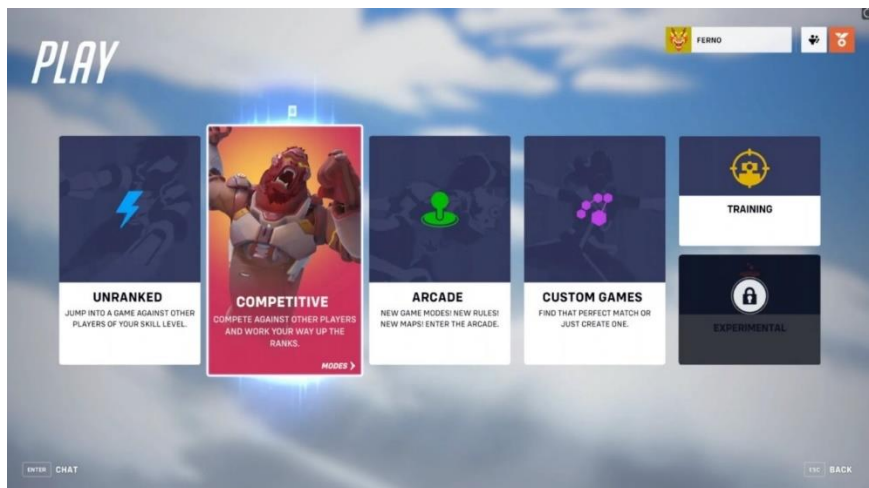 PLAY
FERNO
UNRANKED
JUMP INTO A GAME AGAINST OTHER
PLAYERS OF YOUR SKILL LEVEL.
COMPETITIVE
COMPETE AGAINST OTHER PLAYERS
AND WORK YOUR WAY UP THE
RANKS.
MODES
ARCADE
NEW GAME MODES! NEW RULES!
NEW MAPS! ENTER THE ARCADE.
CUSTOM GAMES
FIND THAT PERFECT MATCH OR
JUST CREATE ONE.
TRAINING
EXPERIMENTAL
ENTER CHAT
ESC BACK